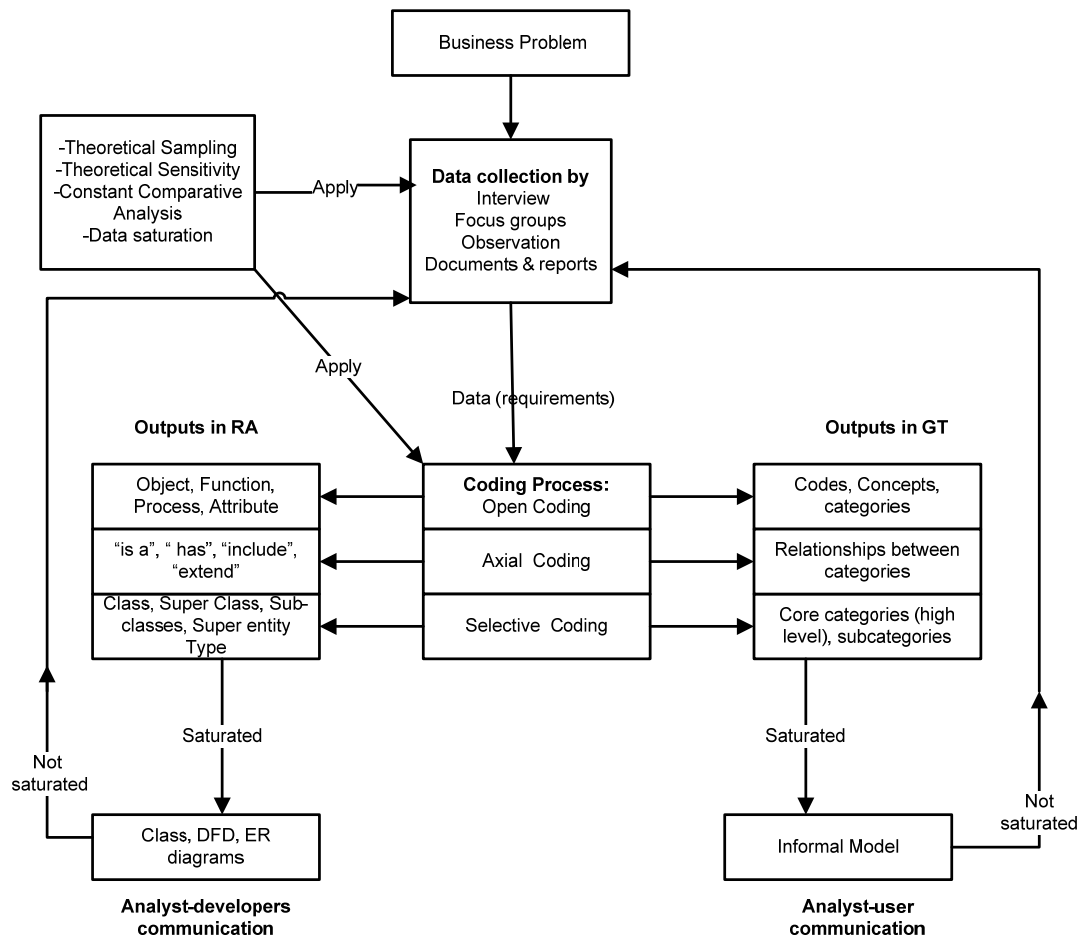 Business Problem
-Theoretical Sampling
-Theoretical Sensitivity
-Constant Comparative
Analysis
-Data saturation
Apply
Data collection by
Interview
Focus groups
Observation
Documents & reports
Apply
Data (requirements)
Outputs in RA
Outputs in GT
Object, Function,
Process, Attribute
Coding Process:
Open Coding
Codes, Concepts,
categories
“is a”, “ has”, “include”,
“extend”
Axial Coding
Relationships between
categories
Class, Super Class, Sub-
classes, Super entity
Type
Selective Coding
Core categories (high
level), subcategories
Saturated
Saturated
Not
saturated
Not
saturated
Class, DFD, ER
diagrams
Informal Model
Analyst-developers
communication
Analyst-user
communication